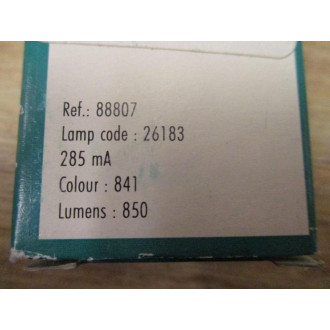 Ref.: 88807
Lamp code : 26183
285 mA
Colour : 841
Lumens : 850